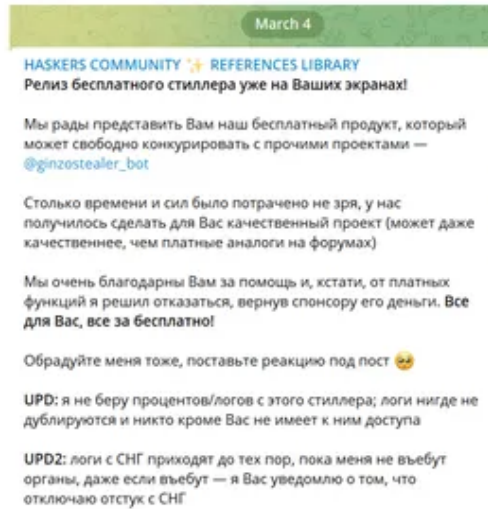 March 4
HASKERS COMMUNITY ✨ REFERENCES LIBRARY
Релиз бесплатного стиллера уже на Ваших экранах!
Мы рады представить Вам наш бесплатный продукт, который
может свободно конкурировать с прочими проектами —
@ginzostealer_bot
Столько времени и сил было потрачено не зря, у нас
получилось сделать для Вас качественный проект (может даже
качественнее, чем платные аналоги на форумах)
Мы очень благодарны Вам за помощь и, кстати, от платных
функций я решил отказаться, вернув спонсору его деньги. Все
для Вас, все за бесплатно!
Обрадуйте меня тоже, поставьте реакцию под пост 🥺
UPD: я не беру процентов/логов с этого стиллера; логи нигде не
дублируются и никто кроме Вас не имеет к ним доступа
UPD2: логи с СНГ приходят до тех пор, пока меня не въебут
органы, даже если въебут — я Вас уведомлю о том, что
отключаю отстук с СНГ